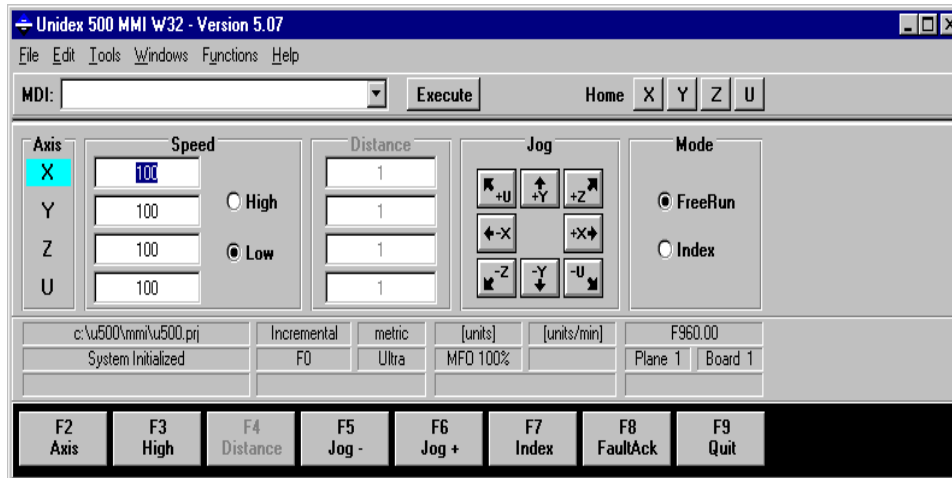 Unidex 500 MMI W32 - Version 5.07
File Edit Tools Windows Functions Help
MDI: Execute Home X Y Z U
Axis Speed Distance Jog Mode
X 100 1
+U +Y +Z
High FreeRun
Y 100 1
-X +X
Z 100 1
Low Index
-Z -Y -U
U 100 1
c:\u500\mmi\u500.prj Incremental metric [units] [units/min] F960.00
System Initialized F0 Ultra MFO 100% Plane 1 Board 1
F2 F3 F4 F5 F6 F7 F8 F9
Axis High Distance Jog - Jog + Index FaultAck Quit